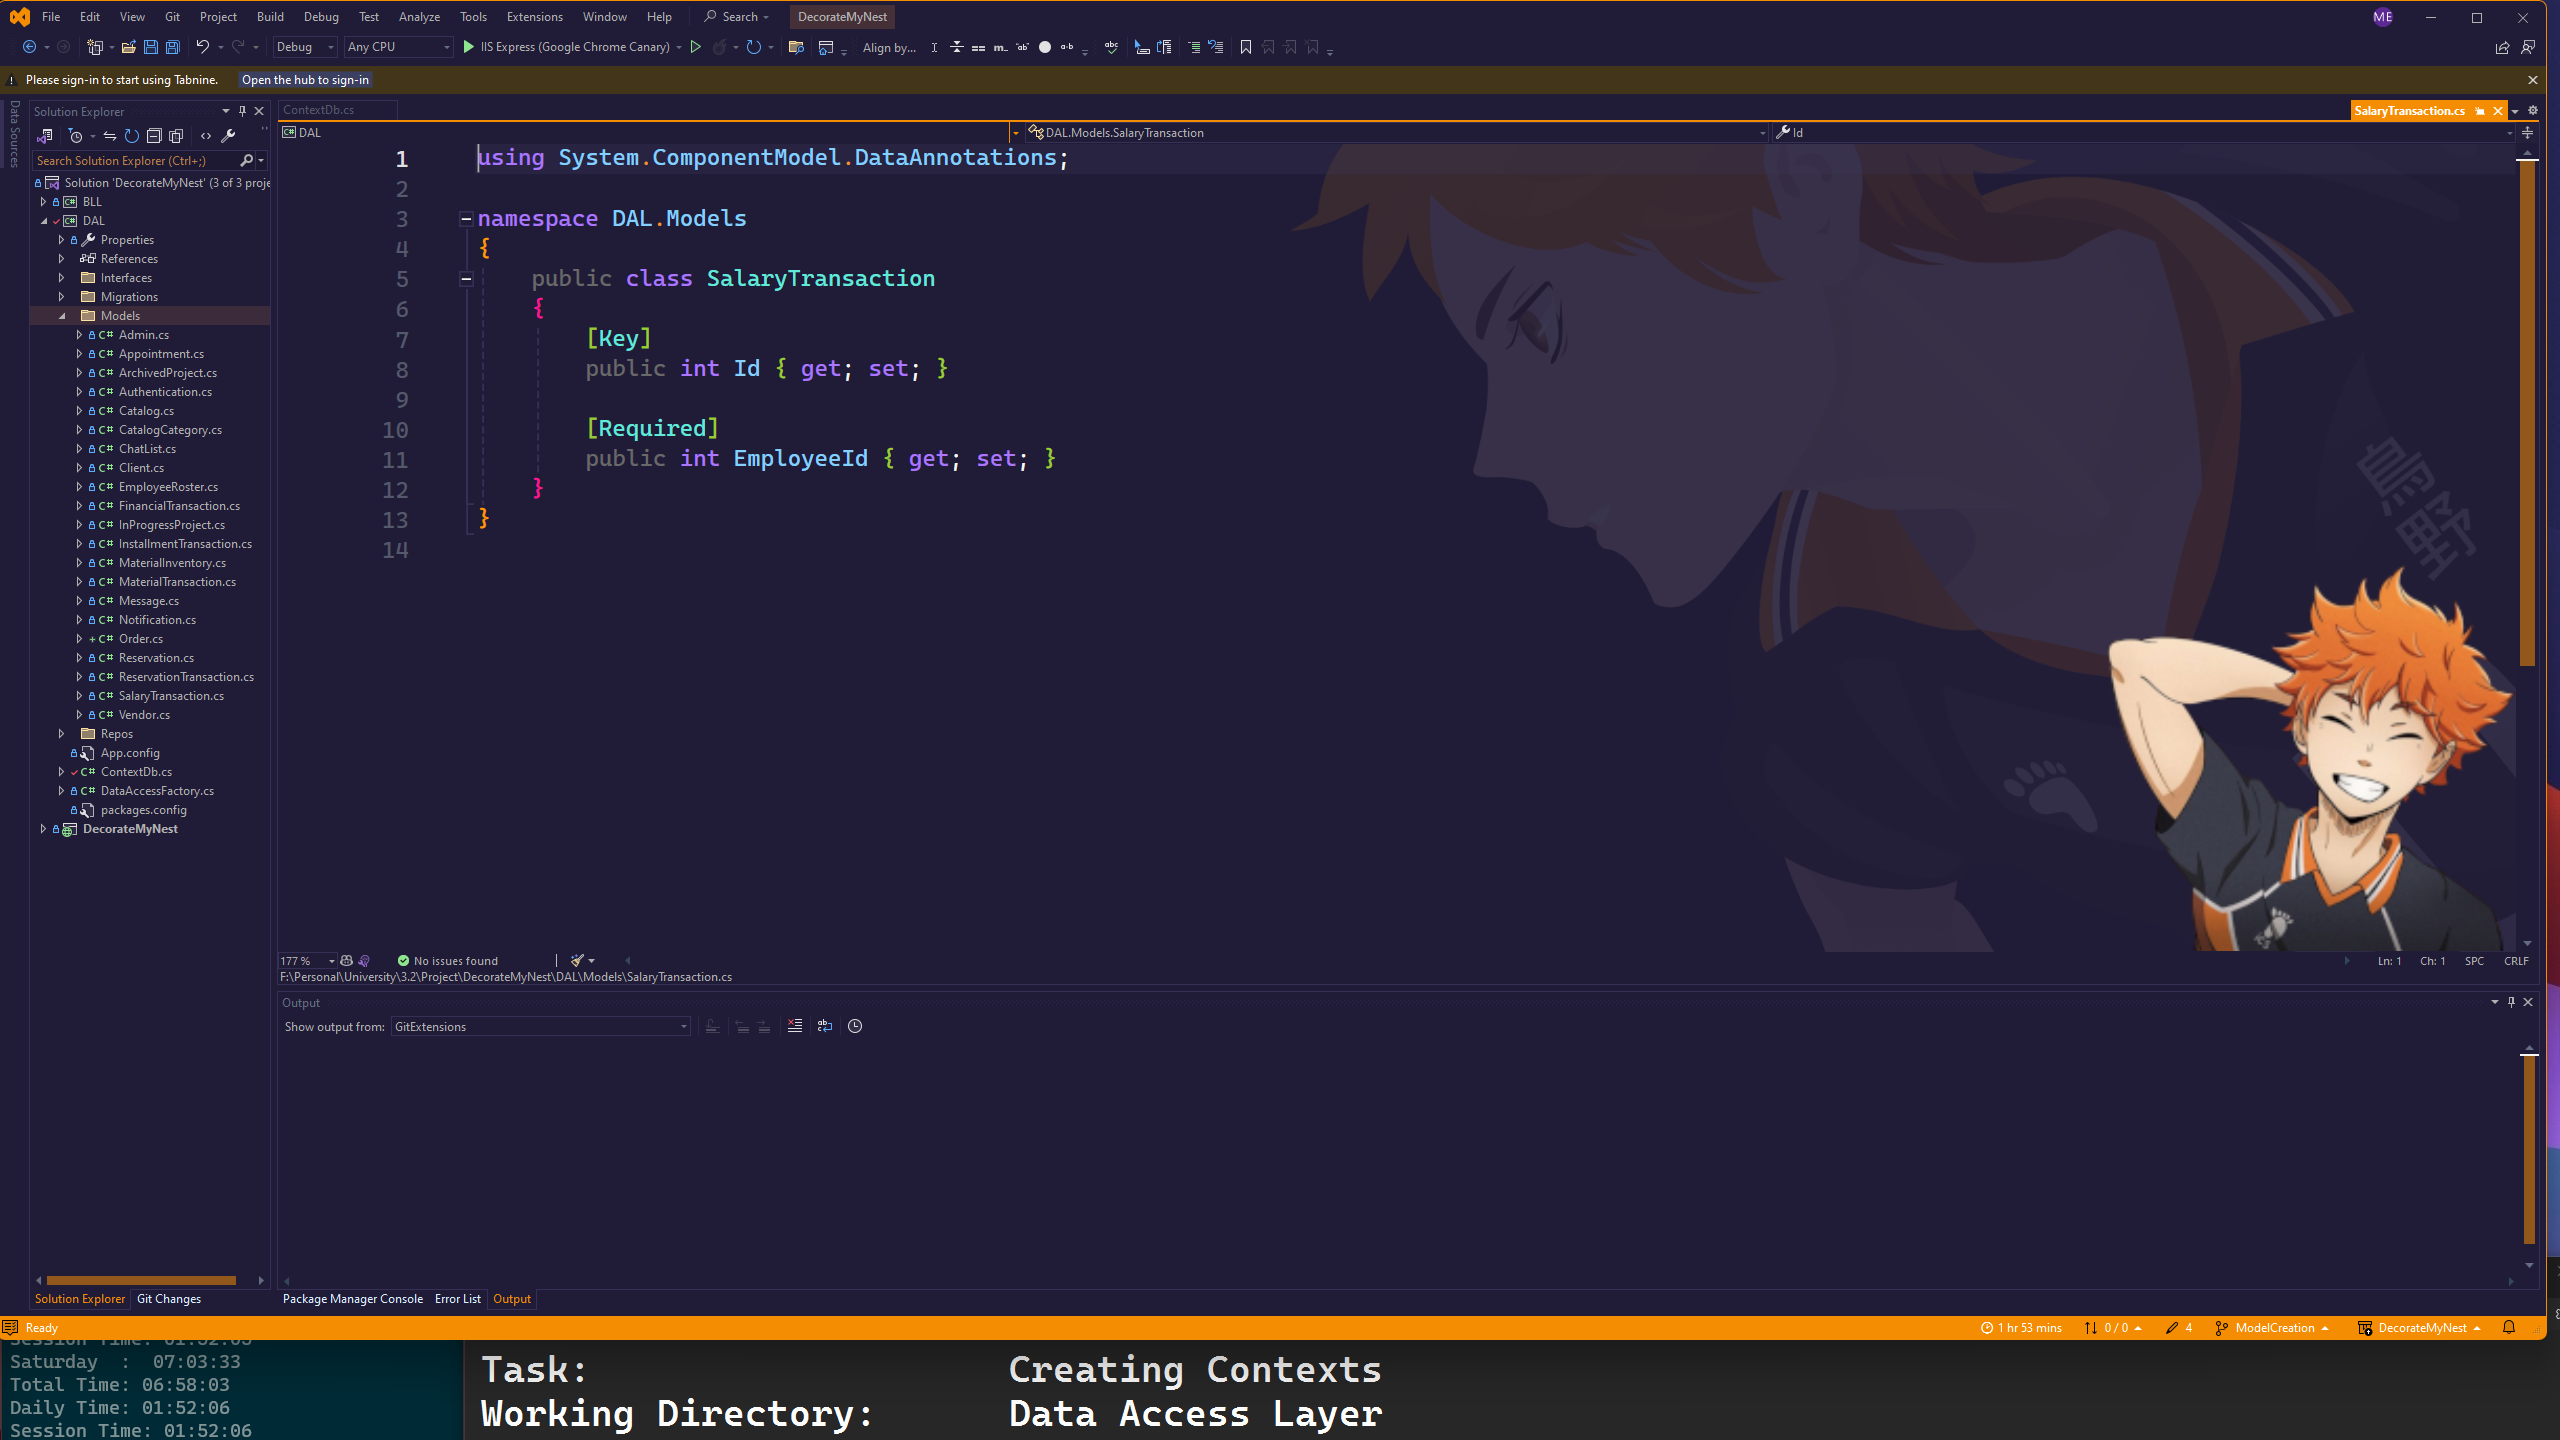 File Edit View Git Project Build Debug Test Analyze Tools Extensions Window Help Search DecorateMyNest ME
Debug Any CPU IIS Express (Google Chrome Canary) Align by...
Please sign-in to start using Tabnine. Open the hub to sign-in
Data Sources
Solution Explorer
Search Solution Explorer (Ctrl+;)
Solution 'DecorateMyNest' (3 of 3 proje
BLL
DAL
Properties
References
Interfaces
Migrations
Models
Admin.cs
Appointment.cs
ArchivedProject.cs
Authentication.cs
Catalog.cs
CatalogCategory.cs
ChatList.cs
Client.cs
EmployeeRoster.cs
FinancialTransaction.cs
InProgressProject.cs
InstallmentTransaction.cs
MaterialInventory.cs
MaterialTransaction.cs
Message.cs
Notification.cs
Order.cs
Reservation.cs
ReservationTransaction.cs
SalaryTransaction.cs
Vendor.cs
Repos
App.config
ContextDb.cs
DataAccessFactory.cs
packages.config
DecorateMyNest
Solution Explorer Git Changes
ContextDb.cs SalaryTransaction.cs
DAL DAL.Models.SalaryTransaction Id
1 using System.ComponentModel.DataAnnotations;
2
3 namespace DAL.Models
4 {
5 public class SalaryTransaction
6 {
7 [Key]
8 public int Id { get; set; }
9
10 [Required]
11 public int EmployeeId { get; set; }
12 }
13 }
14
烏野
177 % No issues found Ln: 1 Ch: 1 SPC CRLF
F:\Personal\University\3.2\Project\DecorateMyNest\DAL\Models\SalaryTransaction.cs
Output
Show output from: GitExtensions
Package Manager Console Error List Output
Ready 1 hr 53 mins 0 / 0 4 ModelCreation DecorateMyNest
Saturday : 07:03:33
Total Time: 06:58:03
Daily Time: 01:52:06
Session Time: 01:52:06
Task: Creating Contexts
Working Directory: Data Access Layer